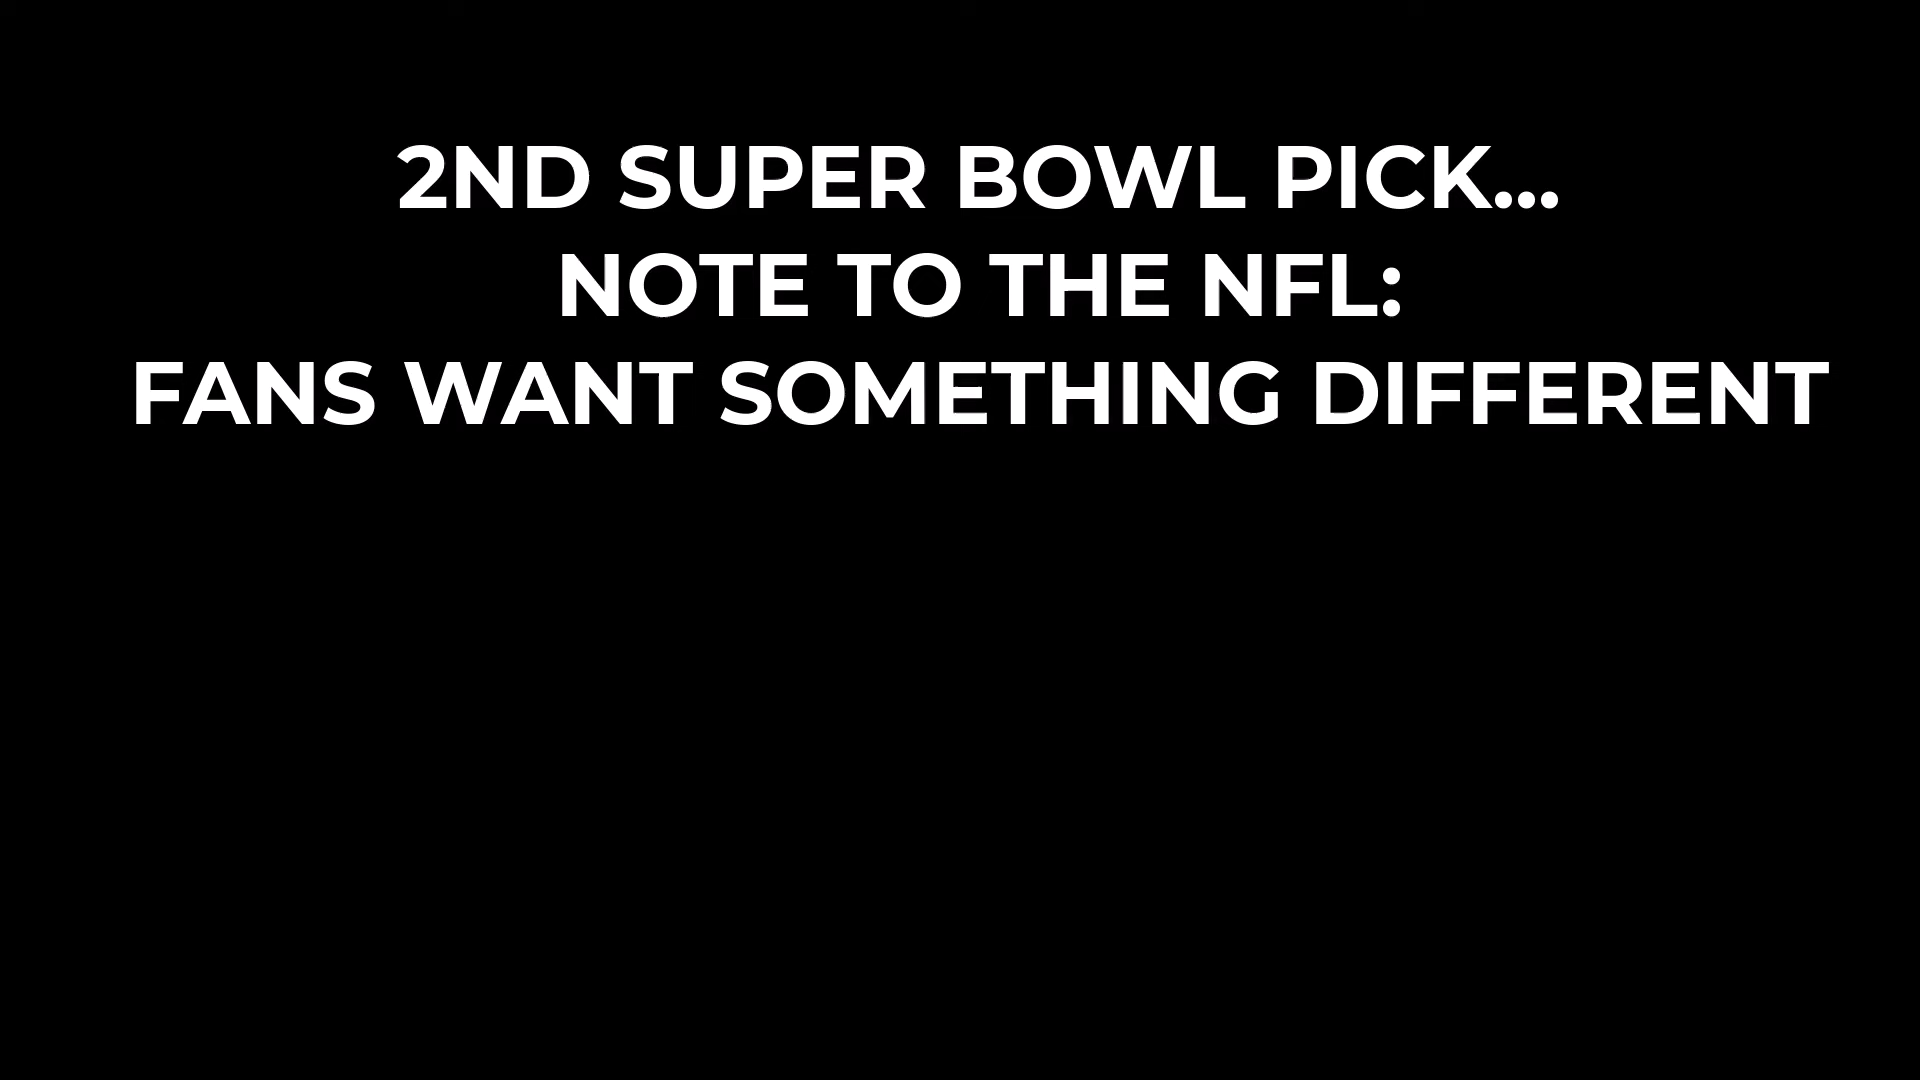 2ND SUPER BOWL PICK...
NOTE TO THE NFL:
FANS WANT SOMETHING DIFFERENT